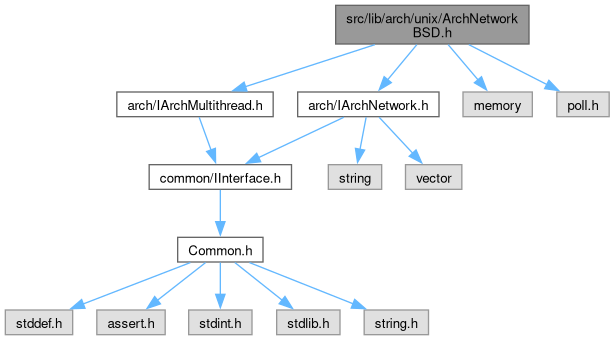 src/lib/arch/unix/ArchNetwork
BSD.h
arch/IArchMultithread.h
arch/IArchNetwork.h
memory
poll.h
common/IInterface.h
string
vector
Common.h
stddef.h
assert.h
stdint.h
stdlib.h
string.h